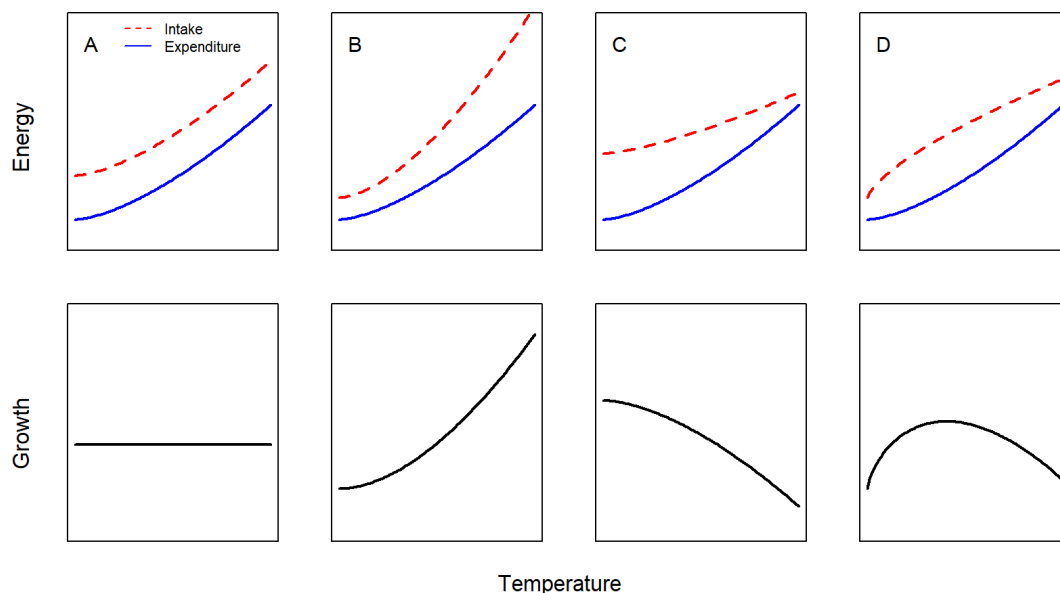 A
Intake
Expenditure
B
C
D
Energy
Growth
Temperature